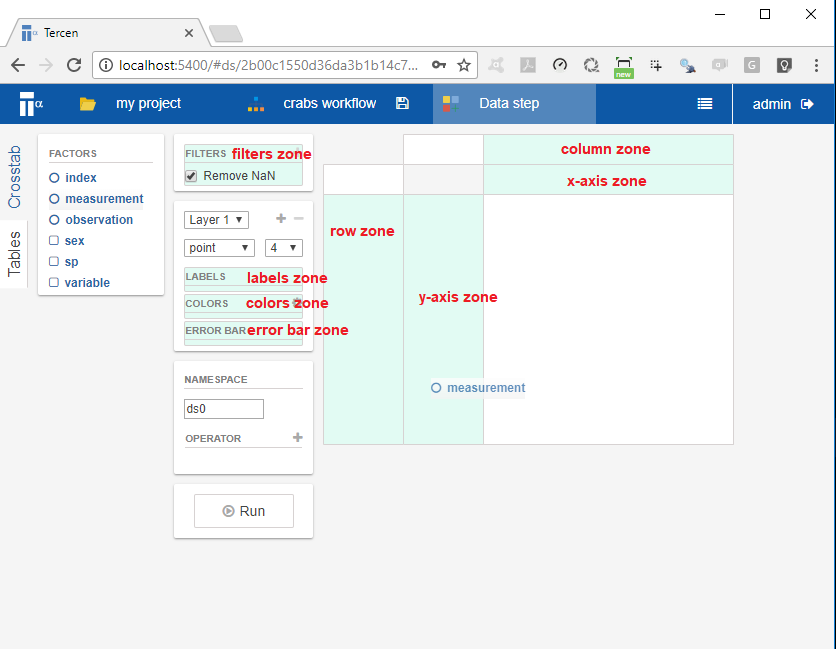 Tercen
localhost:5400/#ds/2b00c1550d36da3b1b14c7...
new
G
α my project crabs workflow Data step admin
Crosstab
Tables
FACTORS
index
measurement
observation
sex
sp
variable
FILTERS filters zone
Remove NaN
Layer 1
point 4
LABELS labels zone
COLORS colors zone
ERROR BAR error bar zone
NAMESPACE
ds0
OPERATOR
Run
column zone
x-axis zone
row zone
y-axis zone
measurement